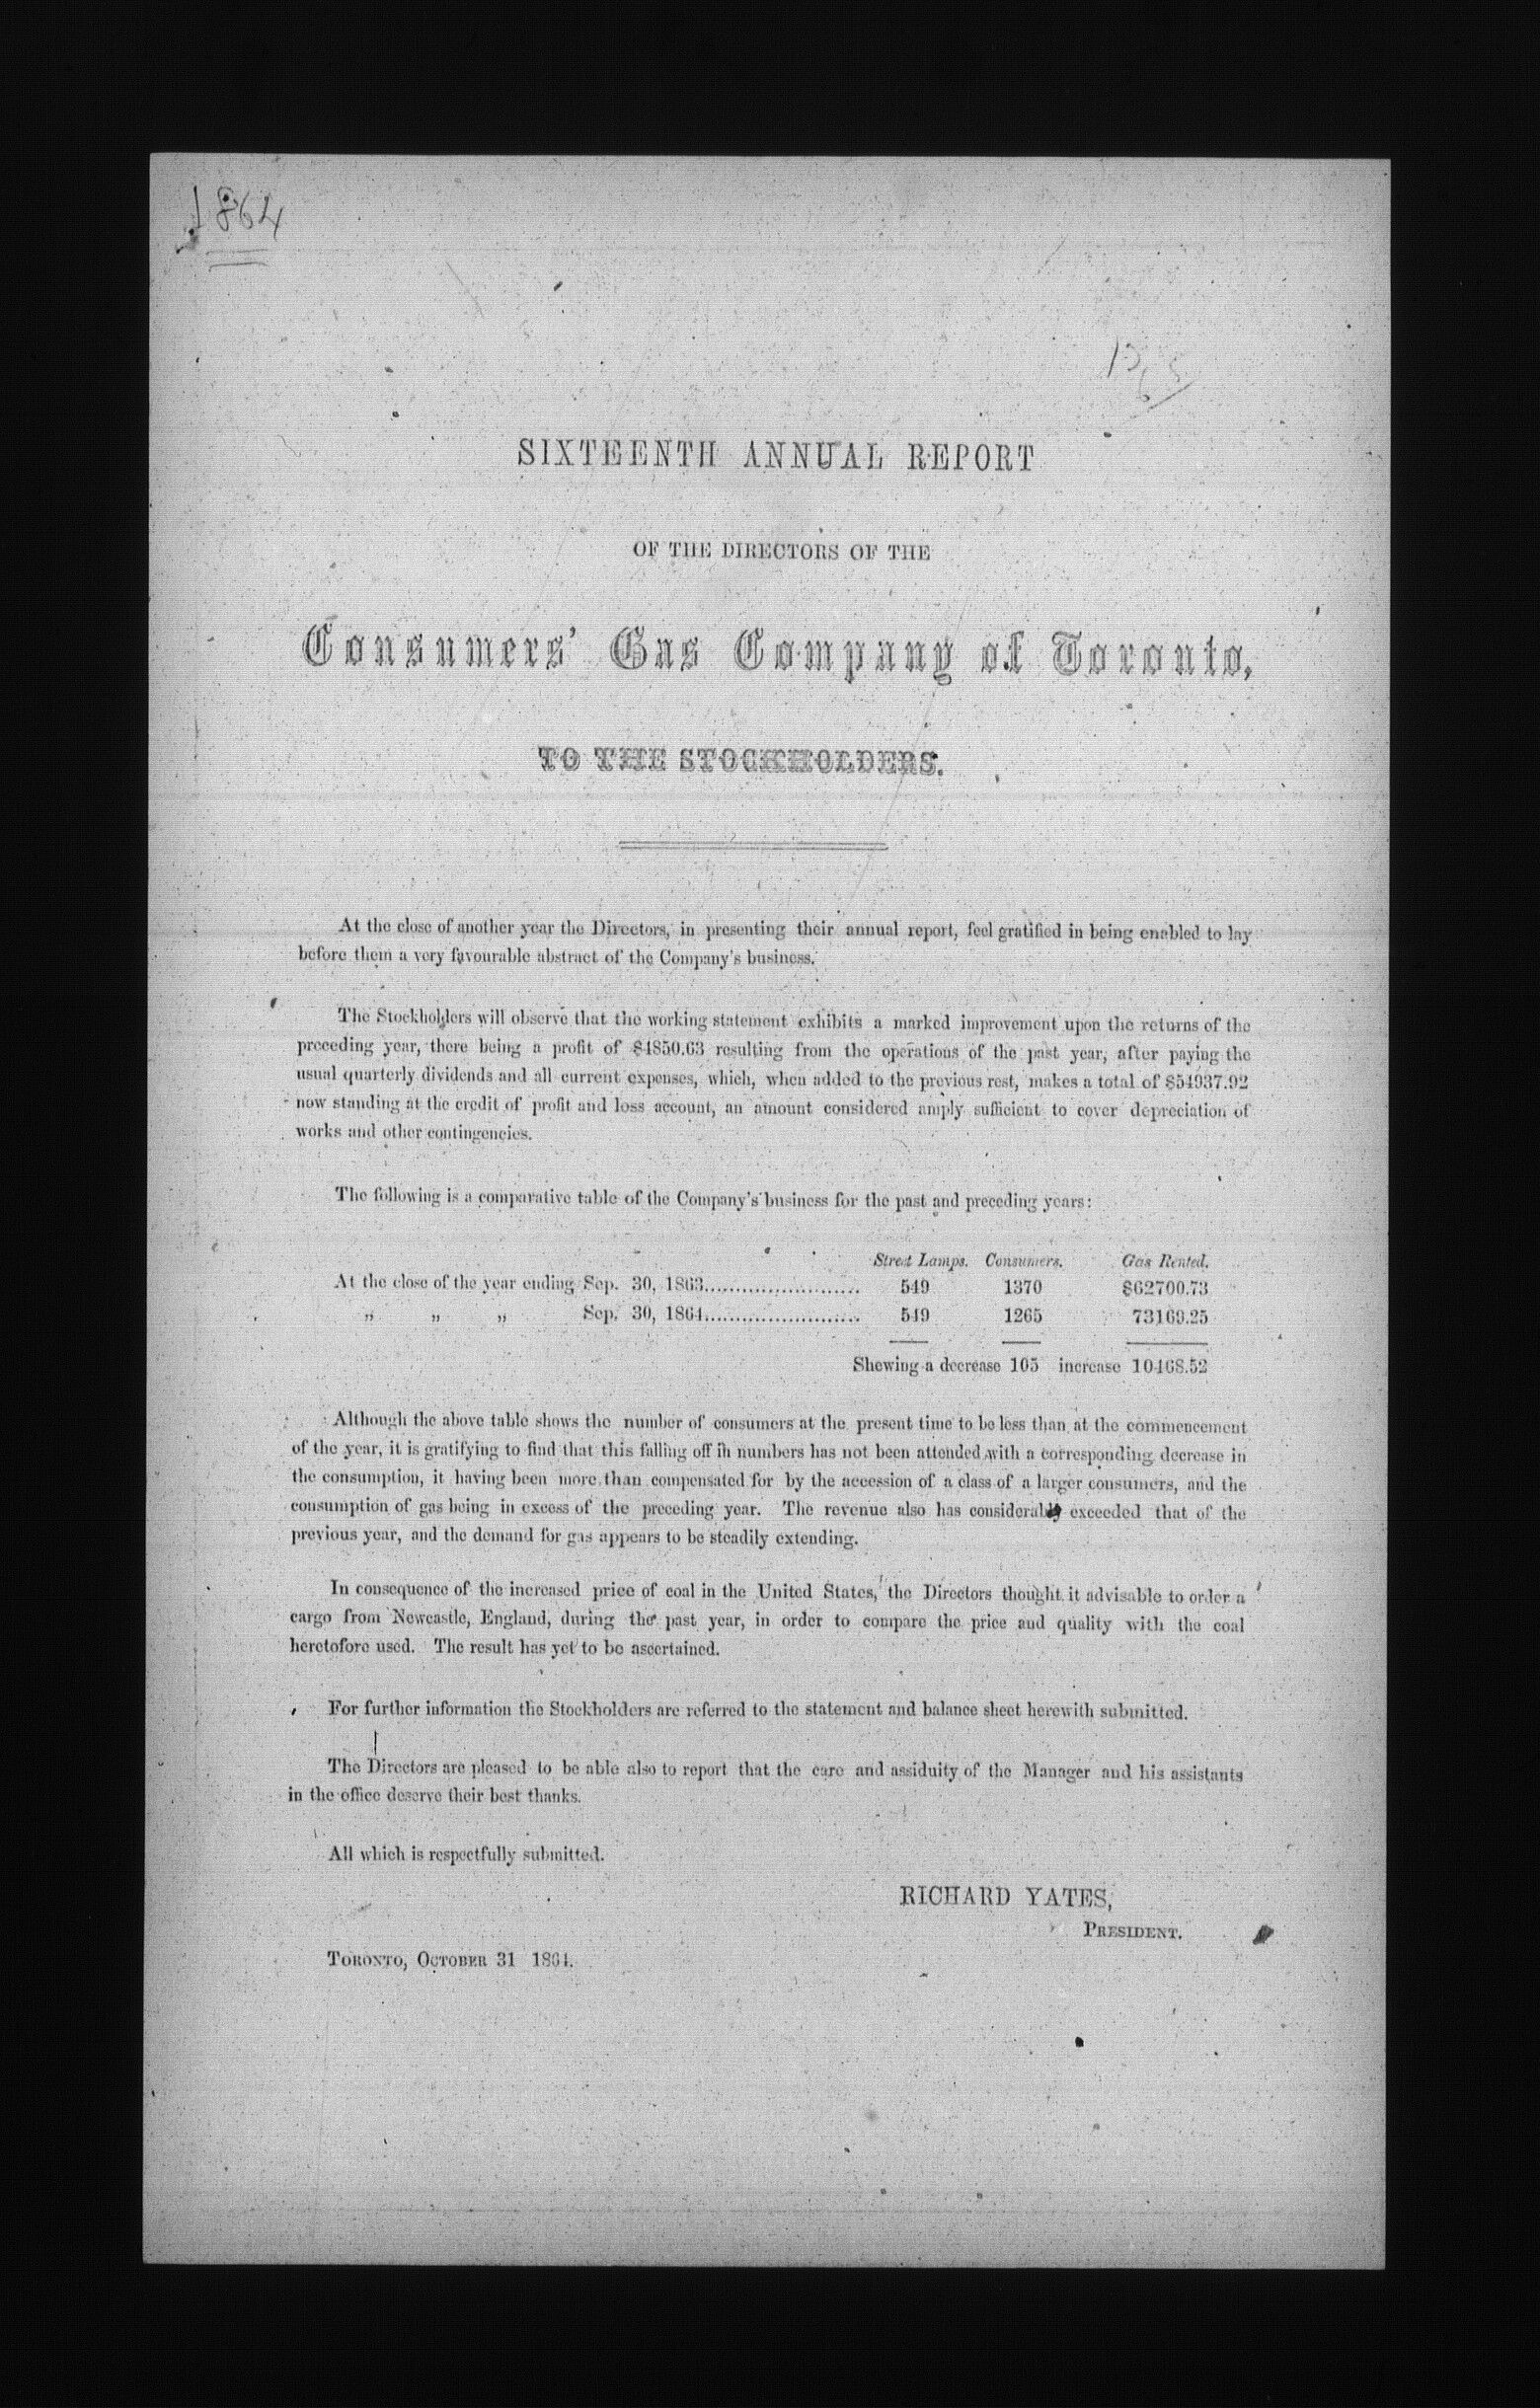 1864
SIXTEENTH ANNUAL REPORT
OF THE DIRECTORS OF THE
Consumers' Gas Company of Toronto,
TO THE STOCKHOLDERS.
At the close of another year the Directors, in presenting their annual report, feel gratified in being enabled to lay
before them a very favourable abstract of the Company's business.
The Stockholders will observe that the working statement exhibits a marked improvement upon the returns of the
preceding year, there being a profit of $4850.63 resulting from the operations of the past year, after paying the
usual quarterly dividends and all current expenses, which, when added to the previous rest, makes a total of $54937.92
now standing at the credit of profit and loss account, an amount considered amply sufficient to cover depreciation of
works and other contingencies.
The following is a comparative table of the Company's business for the past and preceding years:
Street Lamps. Consumers. Gas Rented.
At the close of the year ending Sep. 30, 1863.......................... 549 1370 $62700.73
„ „ „ Sep. 30, 1864.......................... 549 1265 73169.25
Shewing a decrease 105 increase 10468.52
Although the above table shows the number of consumers at the present time to be less than at the commencement
of the year, it is gratifying to find that this falling off in numbers has not been attended with a corresponding decrease in
the consumption, it having been more than compensated for by the accession of a class of a larger consumers, and the
consumption of gas being in excess of the preceding year. The revenue also has considerably exceeded that of the
previous year, and the demand for gas appears to be steadily extending.
In consequence of the increased price of coal in the United States, the Directors thought it advisable to order a
cargo from Newcastle, England, during the past year, in order to compare the price and quality with the coal
heretofore used. The result has yet to be ascertained.
For further information the Stockholders are referred to the statement and balance sheet herewith submitted.
The Directors are pleased to be able also to report that the care and assiduity of the Manager and his assistants
in the office deserve their best thanks.
All which is respectfully submitted.
RICHARD YATES,
PRESIDENT.
TORONTO, OCTOBER 31 1864.